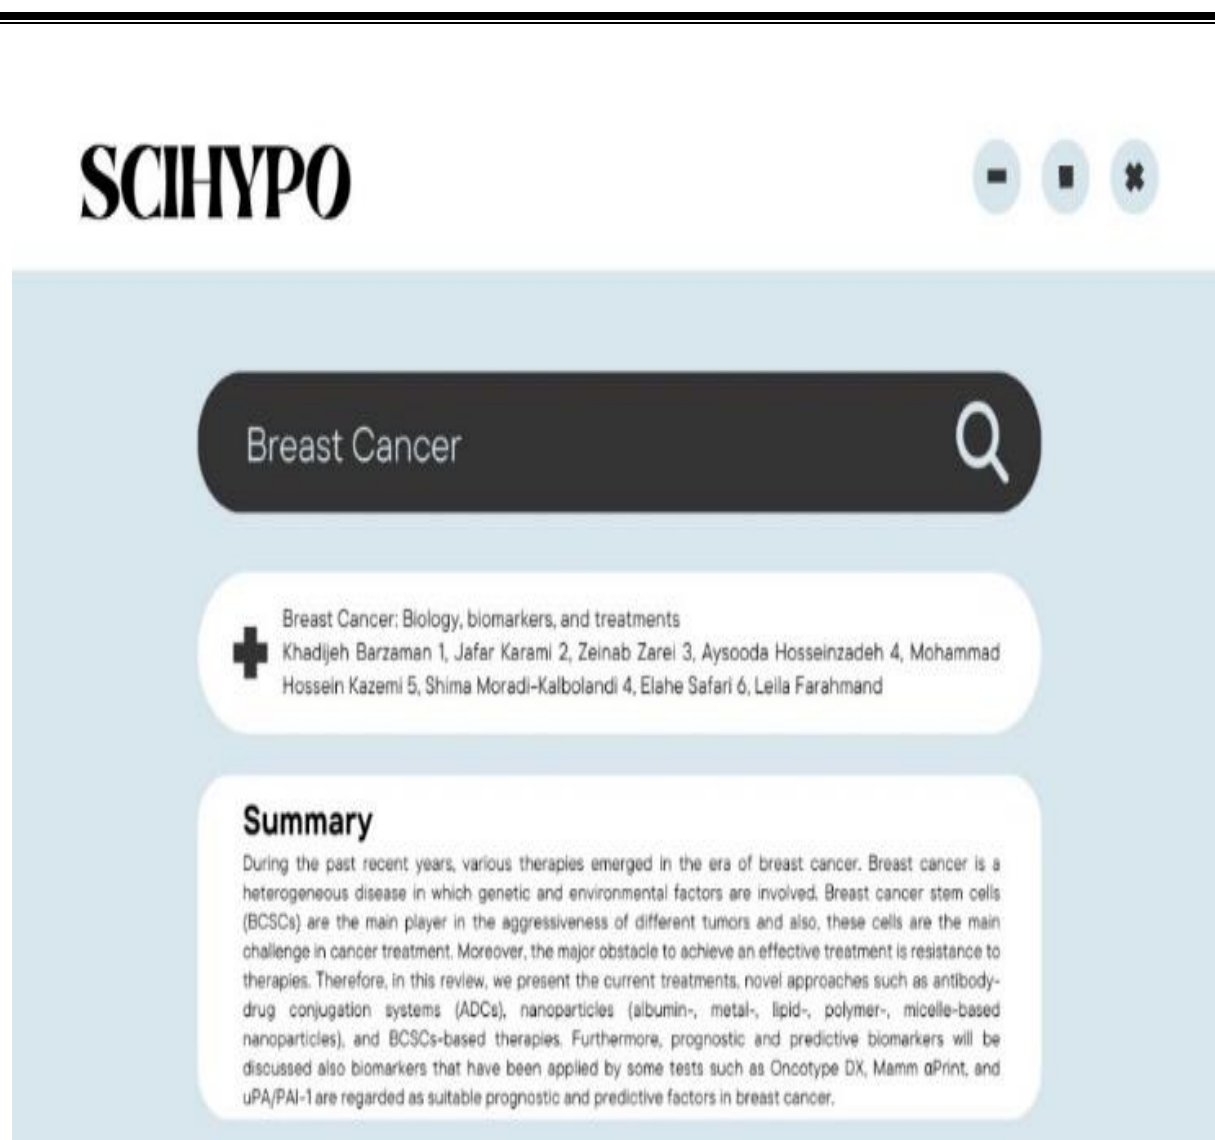 SCIHYPO
Breast Cancer
Breast Cancer: Biology, biomarkers, and treatments
Khadijeh Barzaman 1, Jafar Karami 2, Zeinab Zarei 3, Aysooda Hosseinzadeh 4, Mohammad
Hossein Kazemi 5, Shima Moradi-Kalbolandi 4, Elahe Safari 6, Leila Farahmand
Summary
During the past recent years, various therapies emerged in the era of breast cancer. Breast cancer is a
heterogeneous disease in which genetic and environmental factors are involved. Breast cancer stem cells
(BCSCs) are the main player in the aggressiveness of different tumors and also, these cells are the main
challenge in cancer treatment. Moreover, the major obstacle to achieve an effective treatment is resistance to
therapies. Therefore, in this review, we present the current treatments, novel approaches such as antibody-
drug conjugation systems (ADCs), nanoparticles (albumin-, metal-, lipid-, polymer-, micelle-based
nanoparticles), and BCSCs-based therapies. Furthermore, prognostic and predictive biomarkers will be
discussed also biomarkers that have been applied by some tests such as Oncotype DX, Mamm αPrint, and
uPA/PAI-1 are regarded as suitable prognostic and predictive factors in breast cancer.